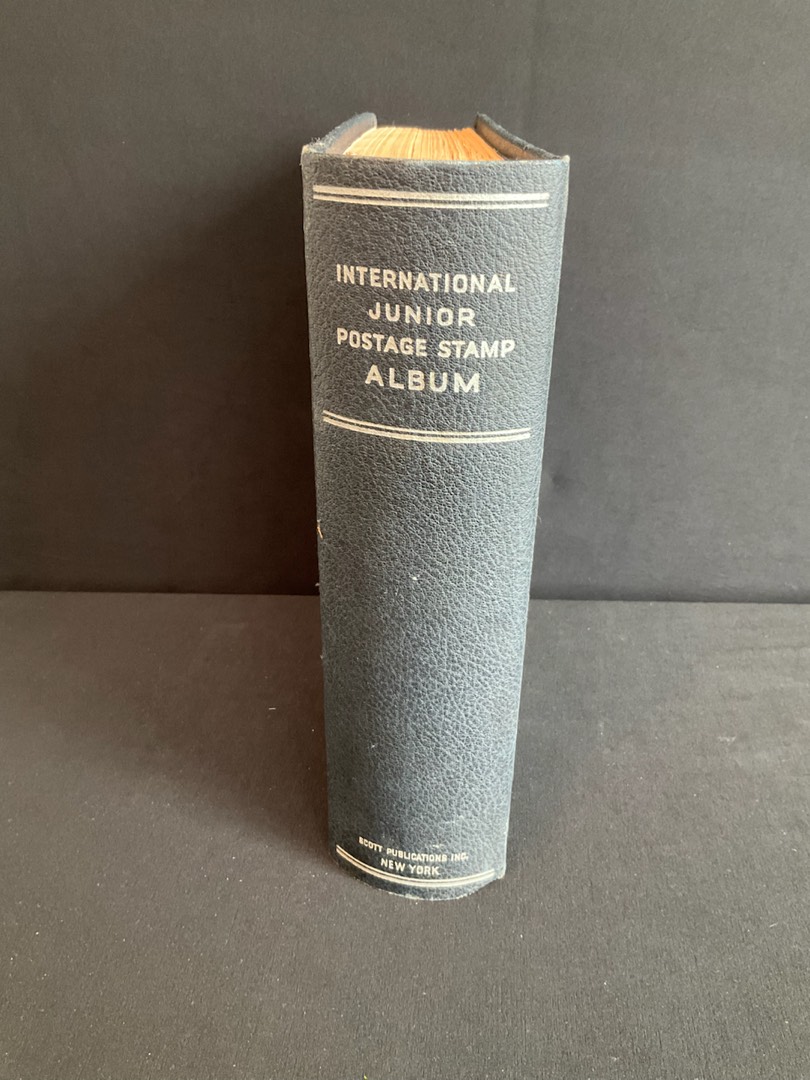 INTERNATIONAL
JUNIOR
POSTAGE STAMP
ALBUM
SCOTT PUBLICATIONS INC.
NEW YORK